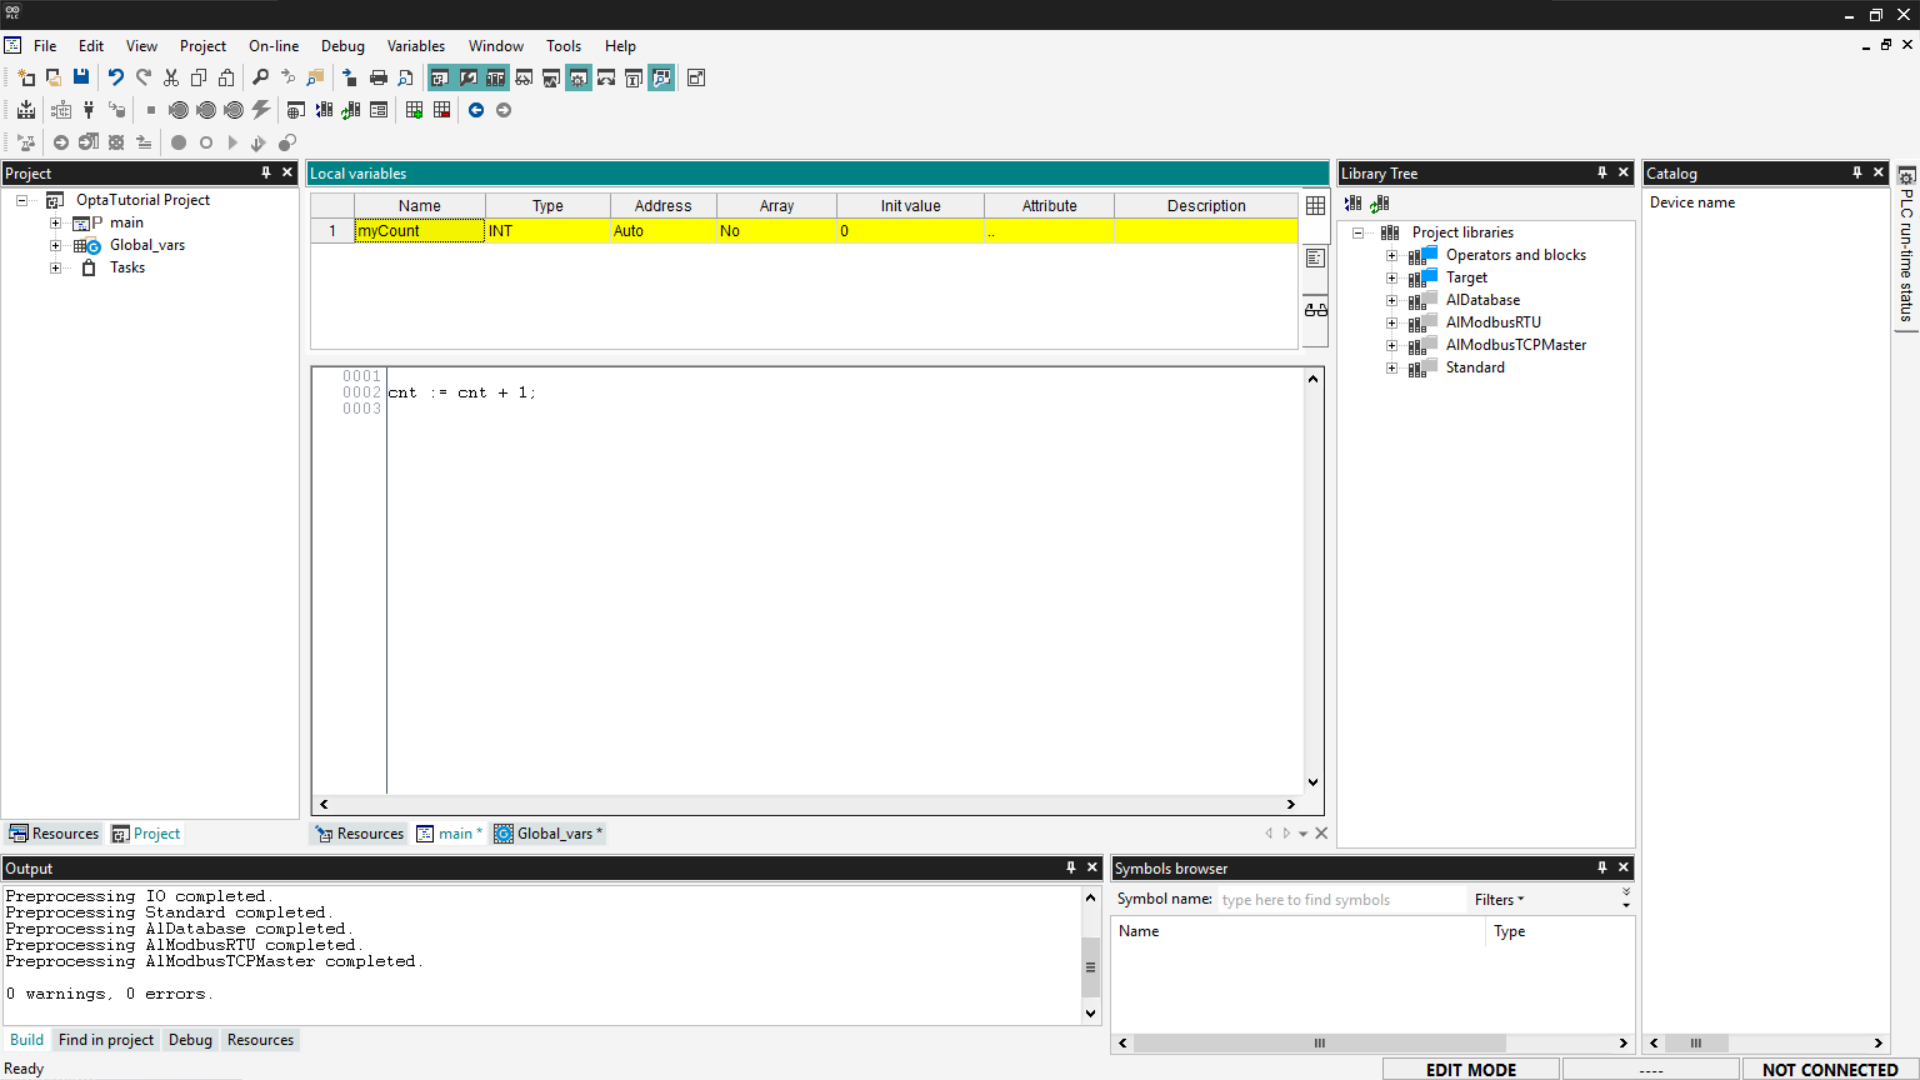 PLC
File Edit View Project On-line Debug Variables Window Tools Help
Project
OptaTutorial Project
P main
Global_vars
Tasks
Resources Project
Local variables
Name Type Address Array Init value Attribute Description
1 myCount INT Auto No 0 ..
0001
0002 cnt := cnt + 1;
0003
Resources main * Global_vars *
Library Tree
Project libraries
Operators and blocks
Target
AlDatabase
AlModbusRTU
AlModbusTCPMaster
Standard
Catalog
Device name
PLC run-time status
Output
Preprocessing IO completed.
Preprocessing Standard completed.
Preprocessing AlDatabase completed.
Preprocessing AlModbusRTU completed.
Preprocessing AlModbusTCPMaster completed.
0 warnings, 0 errors.
Build Find in project Debug Resources
Symbols browser
Symbol name: type here to find symbols Filters
Name Type
Ready
EDIT MODE ---- NOT CONNECTED